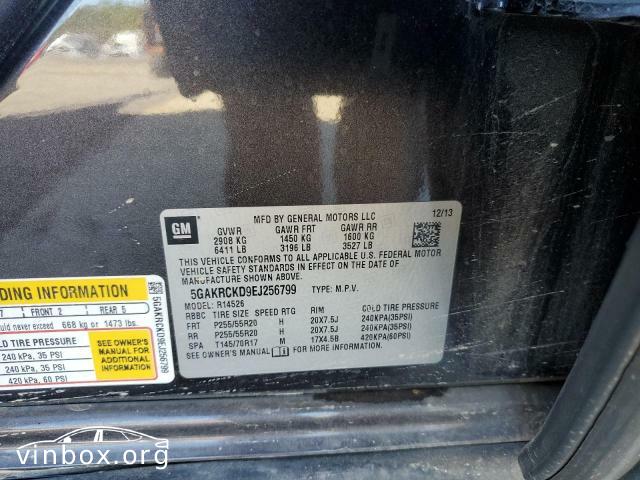 GM
MFD BY GENERAL MOTORS LLC
12/13
GVWR GAWR FRT GAWR RR
2908 KG 1450 KG 1600 KG
6411 LB 3196 LB 3527 LB
THIS VEHICLE CONFORMS TO ALL APPLICABLE U.S. FEDERAL MOTOR
VEHICLE SAFETY STANDARDS IN EFFECT ON THE DATE OF
MANUFACTURE SHOWN ABOVE.
5GAKRCKD9EJ256799 TYPE: M.P.V.
MODEL: R14526
RBBC TIRE SIZE SPEED RTG RIM COLD TIRE PRESSURE
FRT P255/55R20 H 20X7.5J 240KPA(35PSI)
RR P255/55R20 H 20X7.5J 240KPA(35PSI)
SPA T145/70R17 M 17X4.5B 420KPA(60PSI)
SEE OWNER'S MANUAL FOR ADDITIONAL INFORMATION.
DING INFORMATION
7 FRONT 2 REAR 5
ould never exceed 668 kg or 1473 lbs.
LD TIRE PRESSURE
240 kPa, 35 PSI
240 kPa, 35 PSI
420 kPa, 60 PSI
SEE OWNER'S
MANUAL FOR
ADDITIONAL
INFORMATION
5GAKRCKD9EJ256799
vinbox.org